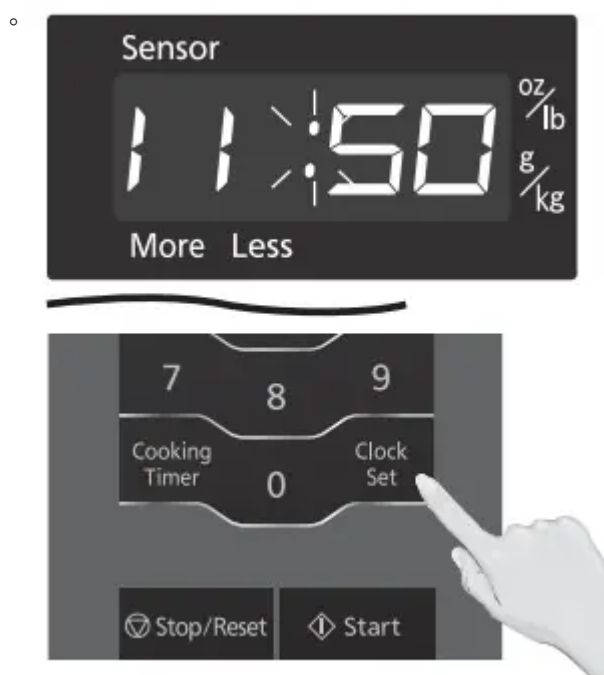 Sensor
11:50
oz/lb
g/kg
More Less
7 8 9
Cooking
Timer
0
Clock
Set
Stop/Reset
Start